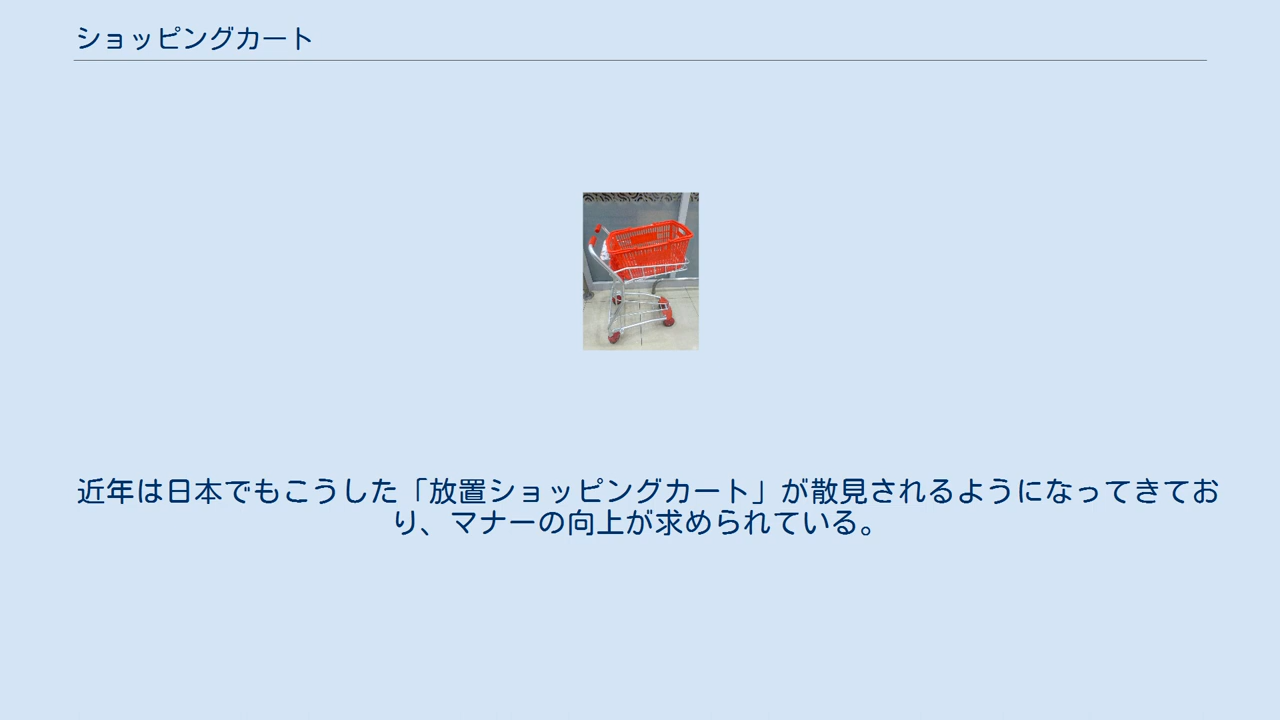 ショッピングカート
近年は日本でもこうした「放置ショッピングカート」が散見されるようになってきてお
り、マナーの向上が求められている。